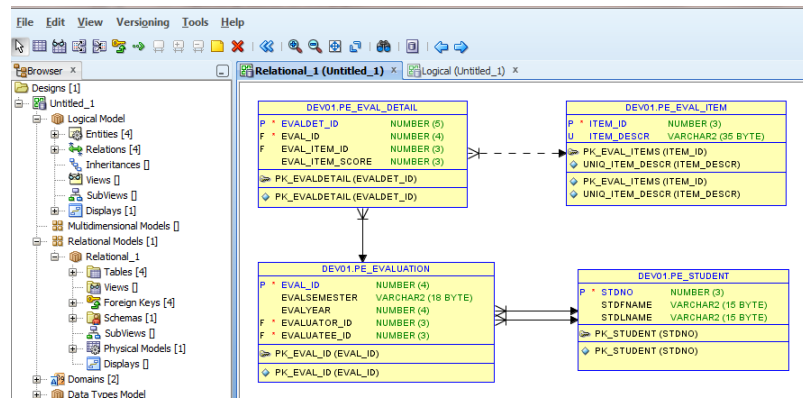 File Edit View Versioning Tools Help
Browser x
Relational_1 (Untitled_1) x Logical (Untitled_1) x
Designs [1]
Untitled_1
Logical Model
Entities [4]
Relations [4]
Inheritances []
Views []
SubViews []
Displays [1]
Multidimensional Models []
Relational Models [1]
Relational_1
Tables [4]
Views []
Foreign Keys [4]
Schemas [1]
SubViews []
Physical Models [1]
Displays []
Domains [2]
Data Types Model
DEV01.PE_EVAL_DETAIL
P * EVALDET_ID NUMBER (5)
F * EVAL_ID NUMBER (4)
F EVAL_ITEM_ID NUMBER (3)
EVAL_ITEM_SCORE NUMBER (4)
PK_EVALDETAIL (EVALDET_ID)
PK_EVALDETAIL (EVALDET_ID)
DEV01.PE_EVAL_ITEM
P * ITEM_ID NUMBER (3)
U ITEM_DESCR VARCHAR2 (35 BYTE)
PK_EVAL_ITEMS (ITEM_ID)
UNIQ_ITEM_DESCR (ITEM_DESCR)
PK_EVAL_ITEMS (ITEM_ID)
UNIQ_ITEM_DESCR (ITEM_DESCR)
DEV01.PE_EVALUATION
P * EVAL_ID NUMBER (4)
EVALSEMESTER VARCHAR2 (18 BYTE)
EVALYEAR NUMBER (4)
F * EVALUATOR_ID NUMBER (3)
F * EVALUATEE_ID NUMBER (3)
PK_EVAL_ID (EVAL_ID)
PK_EVAL_ID (EVAL_ID)
DEV01.PE_STUDENT
P * STDNO NUMBER (3)
STDFNAME VARCHAR2 (15 BYTE)
STDLNAME VARCHAR2 (15 BYTE)
PK_STUDENT (STDNO)
PK_STUDENT (STDNO)